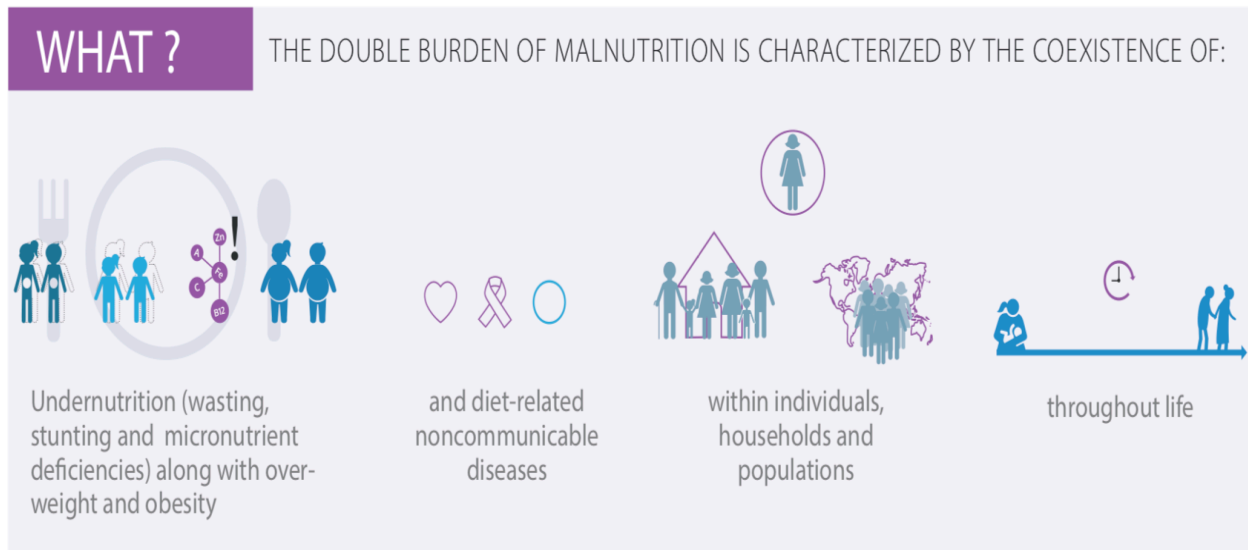 WHAT ?
THE DOUBLE BURDEN OF MALNUTRITION IS CHARACTERIZED BY THE COEXISTENCE OF:
Zn
A
Fe
C
B12
!
Undernutrition (wasting,
stunting and micronutrient
deficiencies) along with over-
weight and obesity
and diet-related
noncommunicable
diseases
within individuals,
households and
populations
throughout life